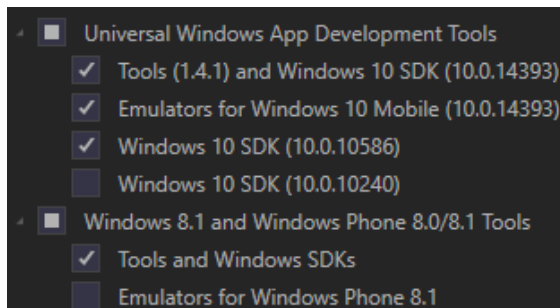 Universal Windows App Development Tools
Tools (1.4.1) and Windows 10 SDK (10.0.14393)
Emulators for Windows 10 Mobile (10.0.14393)
Windows 10 SDK (10.0.10586)
Windows 10 SDK (10.0.10240)
Windows 8.1 and Windows Phone 8.0/8.1 Tools
Tools and Windows SDKs
Emulators for Windows Phone 8.1